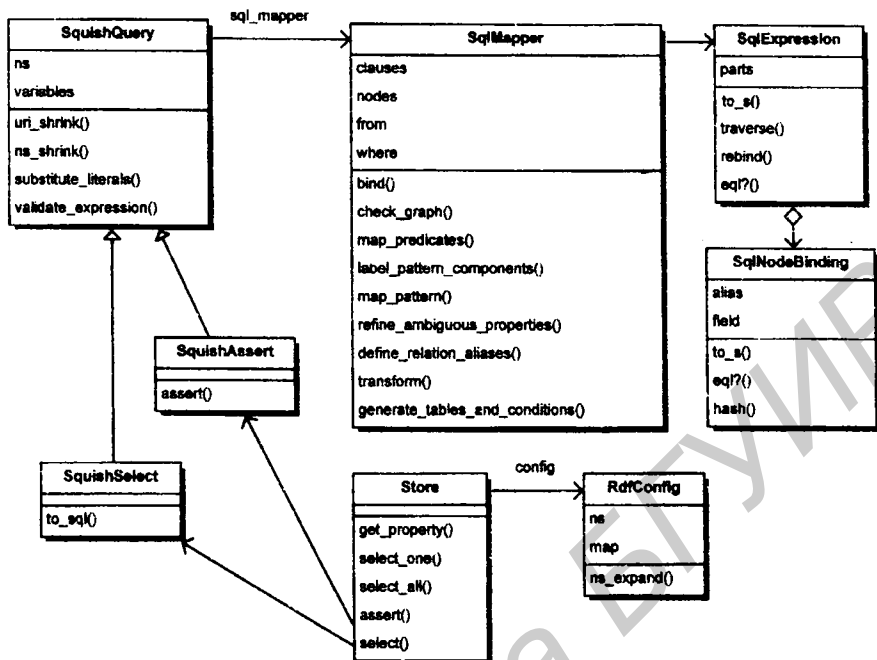 sql_mapper
SquishQuery
ns
variables
uri_shrink()
ns_shrink()
substitute_literals()
validate_expression()
SqlMapper
clauses
nodes
from
where
bind()
check_graph()
map_predicates()
label_pattern_components()
map_pattern()
refine_ambiguous_properties()
define_relation_aliases()
transform()
generate_tables_and_conditions()
SqlExpression
parts
to_s()
traverse()
rebind()
eql?()
SqlNodeBinding
alias
field
to_s()
eql?()
hash()
SquishAssert
assert()
SquishSelect
to_sql()
Store
get_property()
select_one()
select_all()
assert()
select()
config
RdfConfig
ns
map
ns_expand()
а БГУИР